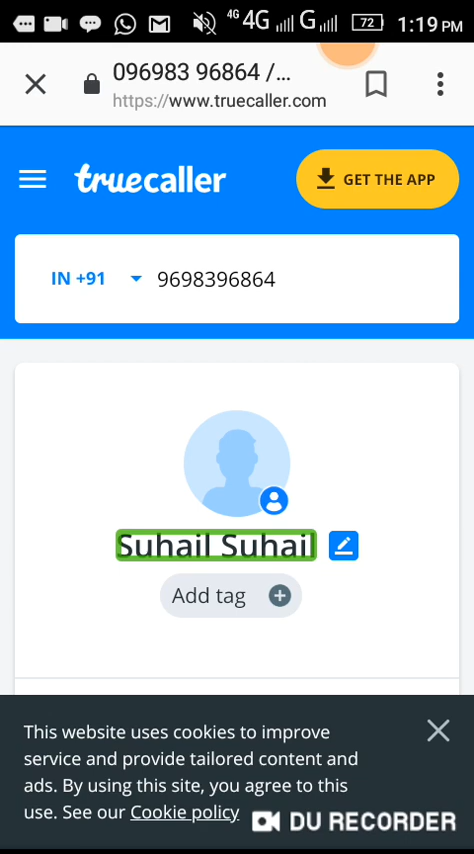 4G 4G G 72 1:19 PM
096983 96864 /...
https://www.truecaller.com
truecaller
GET THE APP
IN +91 9698396864
Suhail Suhail
Add tag
This website uses cookies to improve
service and provide tailored content and
ads. By using this site, you agree to this
use. See our Cookie policy
DU RECORDER